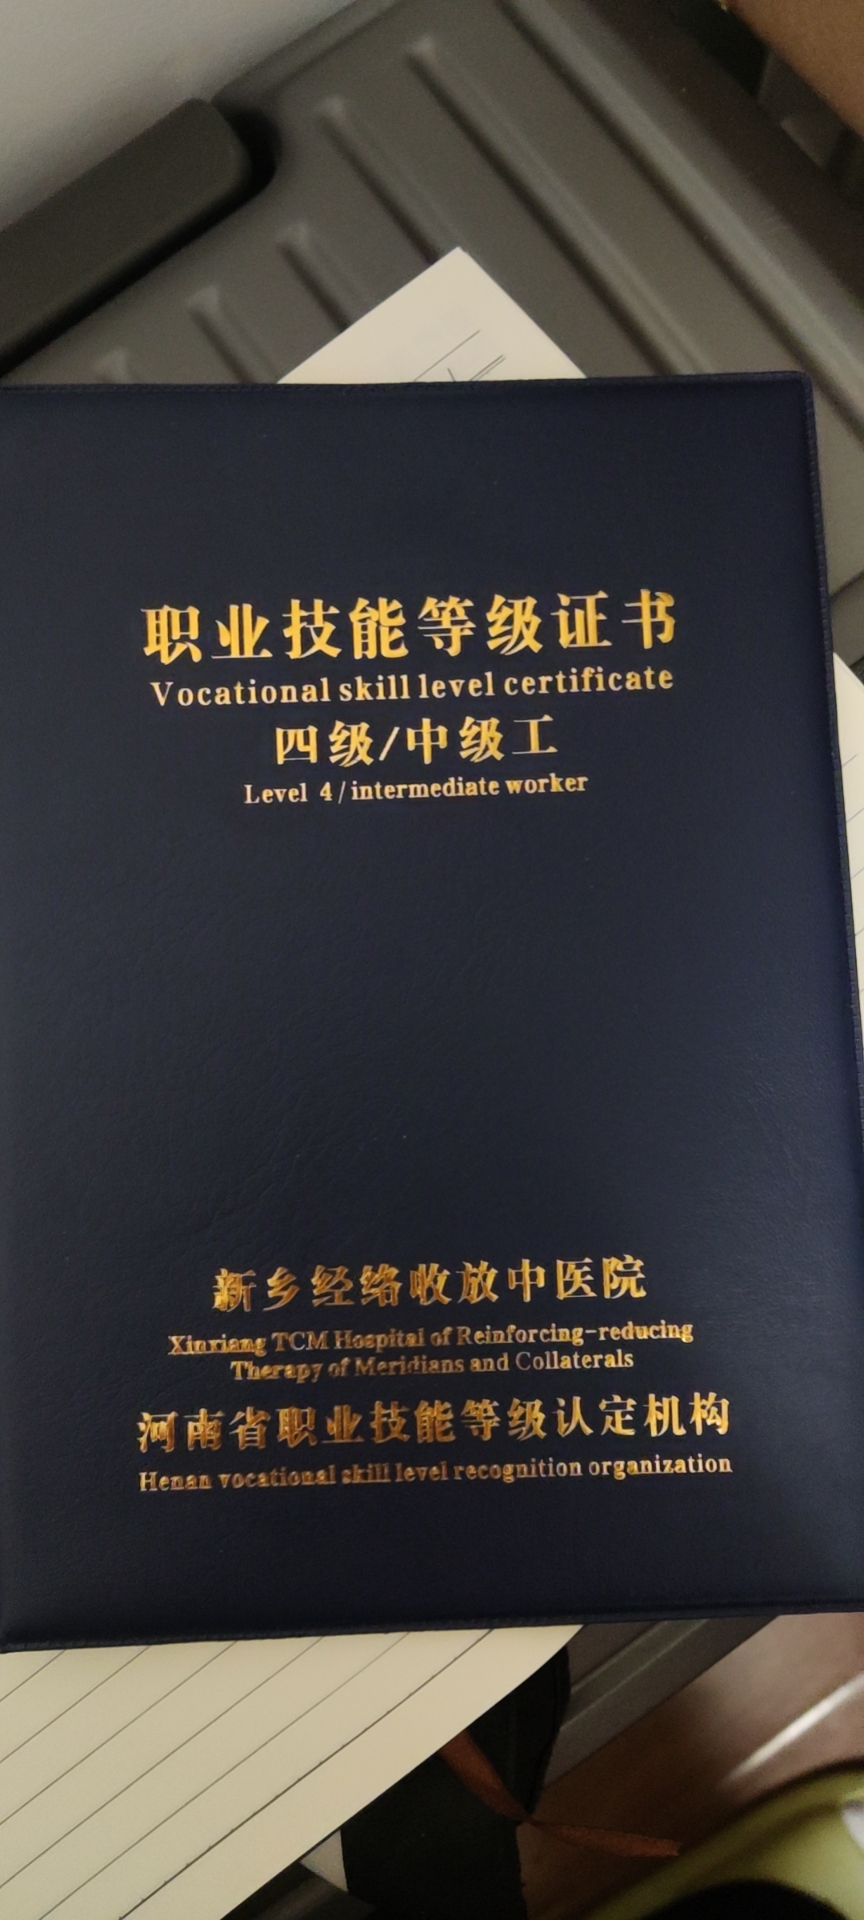 职业技能等级证书
Vocational skill level certificate
四级/中级工
Level 4/intermediate worker
新乡经络收放中医院
Xinxiang TCM Hospital of Reinforcing-reducing
Therapy of Meridians and Collaterals
河南省职业技能等级认定机构
Henan vocational skill level recognition organization